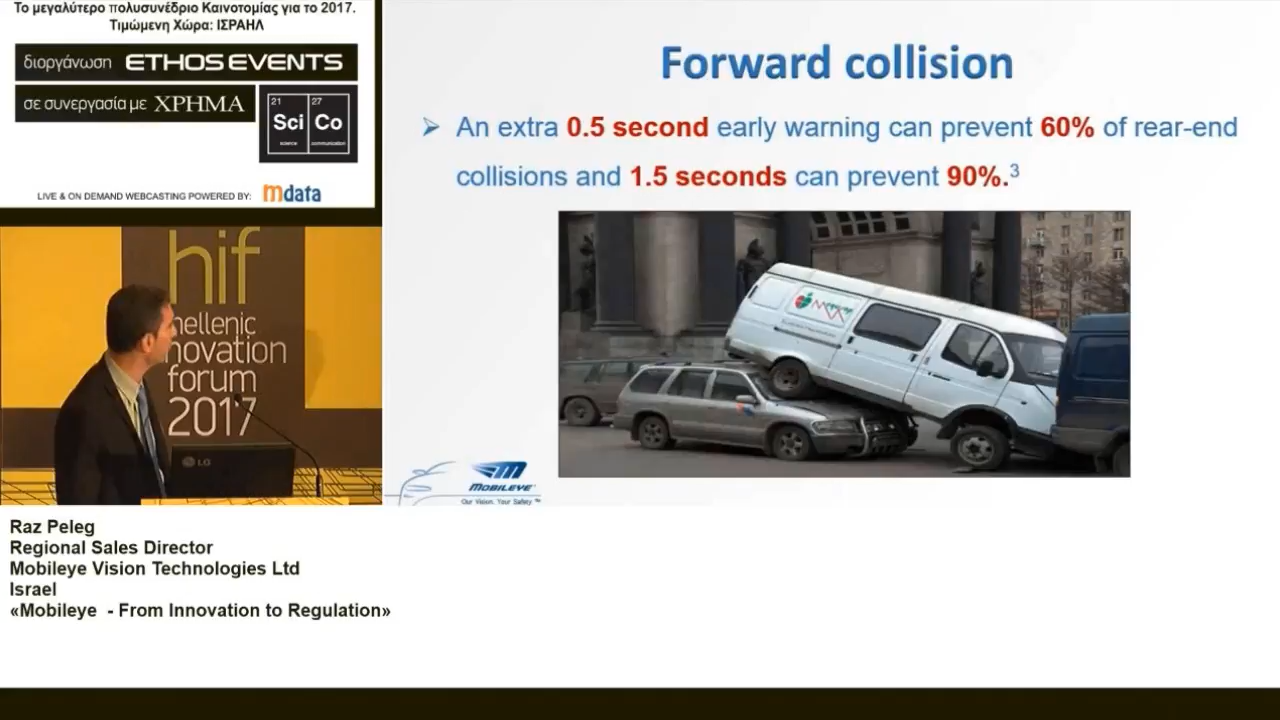 Το μεγαλύτερο πολυσυνέδριο Καινοτομίας για το 2017.
Τιμώμενη Χώρα: ΙΣΡΑΗΛ
διοργάνωση ETHOS EVENTS
σε συνεργασία με ΧΡΗΜΑ
21 27
Sci Co
science communication
LIVE & ON DEMAND WEBCASTING POWERED BY: mdata
hif
hellenic
innovation
forum
2017
LG
Forward collision
An extra 0.5 second early warning can prevent 60% of rear-end
collisions and 1.5 seconds can prevent 90%.3
MOBILEYE
Our Vision. Your Safety ™
Raz Peleg
Regional Sales Director
Mobileye Vision Technologies Ltd
Israel
«Mobileye - From Innovation to Regulation»